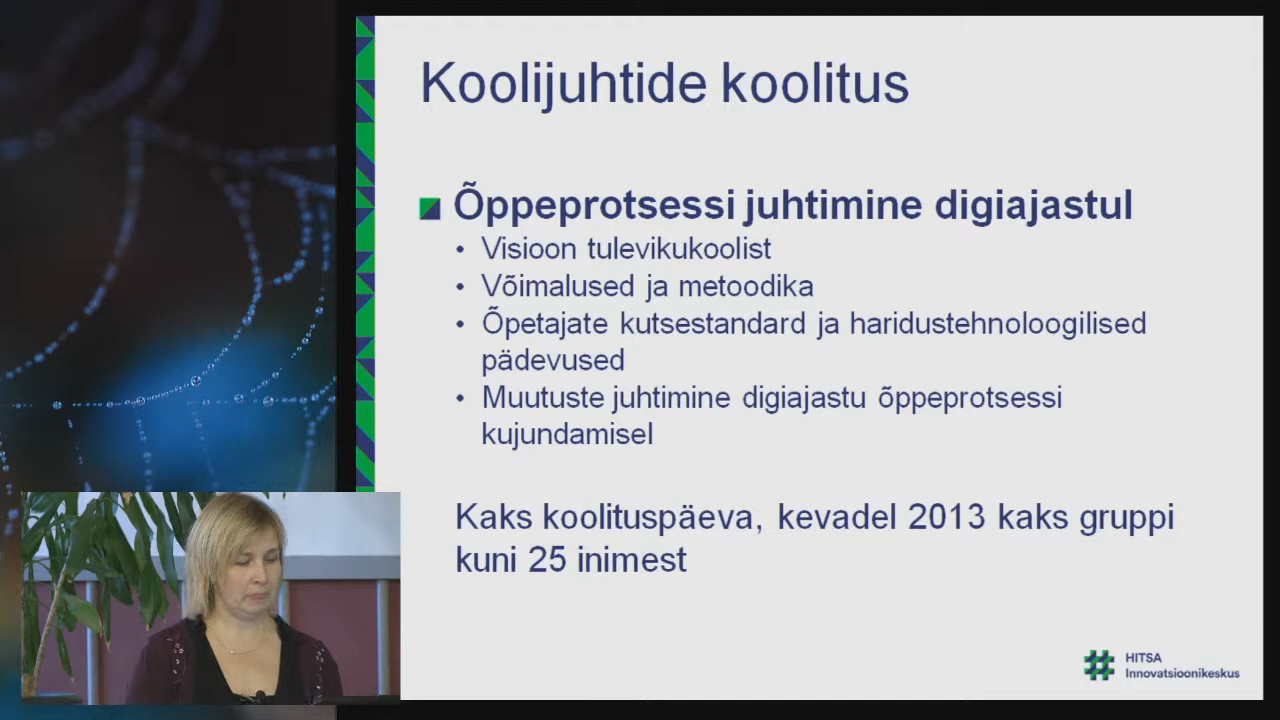 Koolijuhtide koolitus
Õppeprotsessi juhtimine digiajastul
• Visioon tulevikukoolist
• Võimalused ja metoodika
• Õpetajate kutsestandard ja haridustehnoloogilised
pädevused
• Muutuste juhtimine digiajastu õppeprotsessi
kujundamisel
Kaks koolituspäeva, kevadel 2013 kaks gruppi
kuni 25 inimest
HITSA
Innovatsioonikeskus